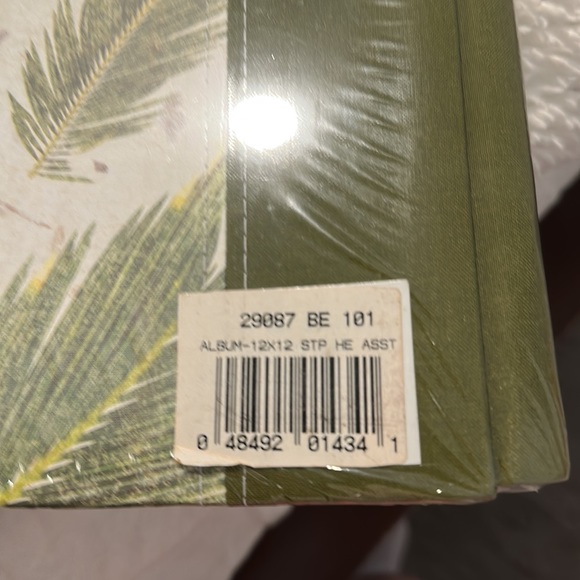 29087 BE 101
ALBUM-12X12 STP HE ASST
0 48492 01434 1